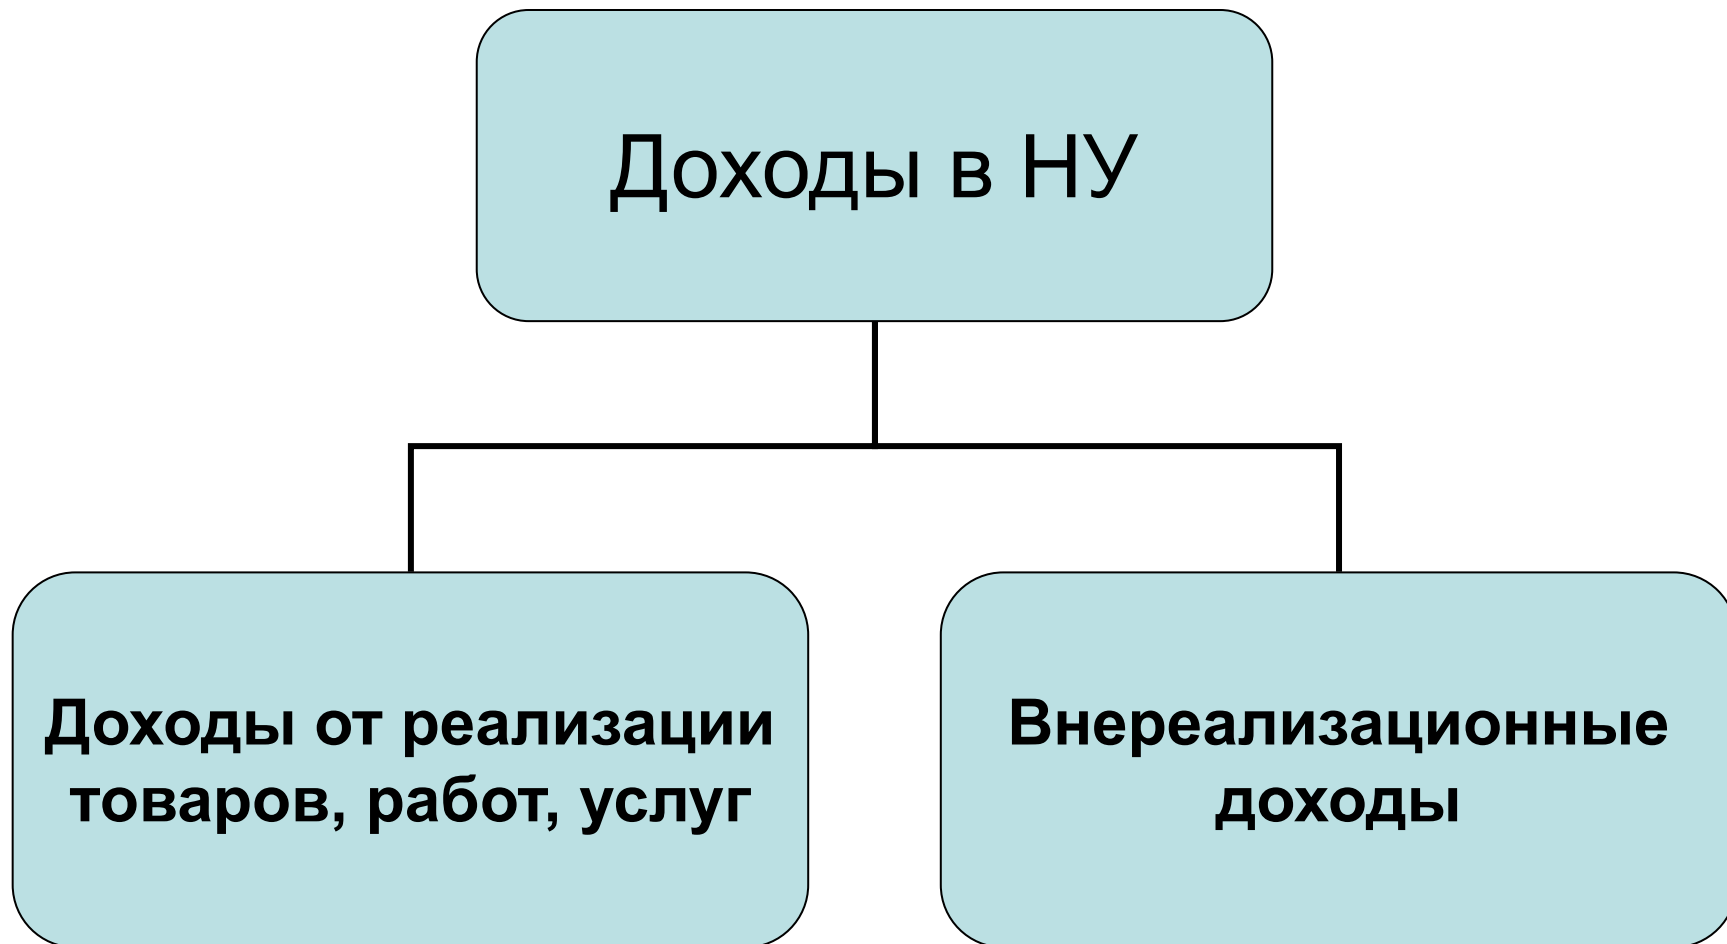 Доходы в НУ
Доходы от реализации
товаров, работ, услуг
Внереализационные
доходы